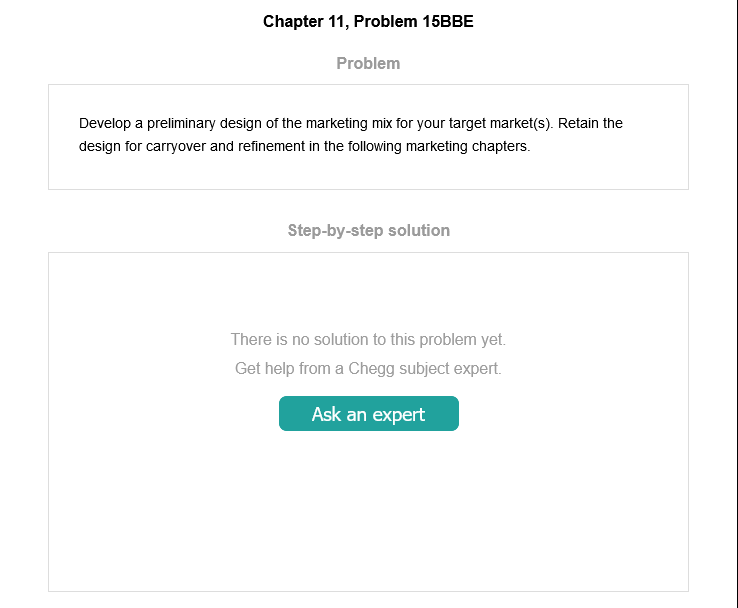 Chapter 11, Problem 15BBE
Problem
Develop a preliminary design of the marketing mix for your target market(s). Retain the
design for carryover and refinement in the following marketing chapters.
Step-by-step solution
There is no solution to this problem yet.
Get help from a Chegg subject expert.
Ask an expert